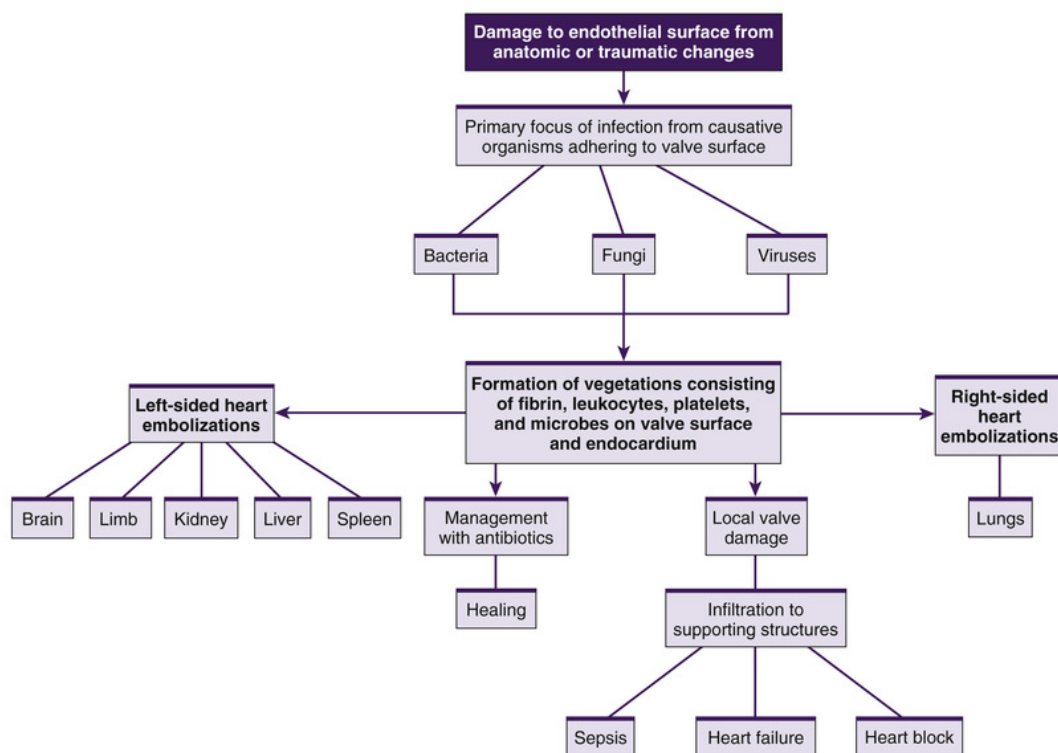 Damage to endothelial surface from
anatomic or traumatic changes
Primary focus of infection from causative
organisms adhering to valve surface
Bacteria
Fungi
Viruses
Left-sided heart
embolizations
Formation of vegetations consisting
of fibrin, leukocytes, platelets,
and microbes on valve surface
and endocardium
Right-sided
heart
embolizations
Brain
Limb
Kidney
Liver
Spleen
Management
with antibiotics
Local valve
damage
Lungs
Healing
Infiltration to
supporting structures
Sepsis
Heart failure
Heart block